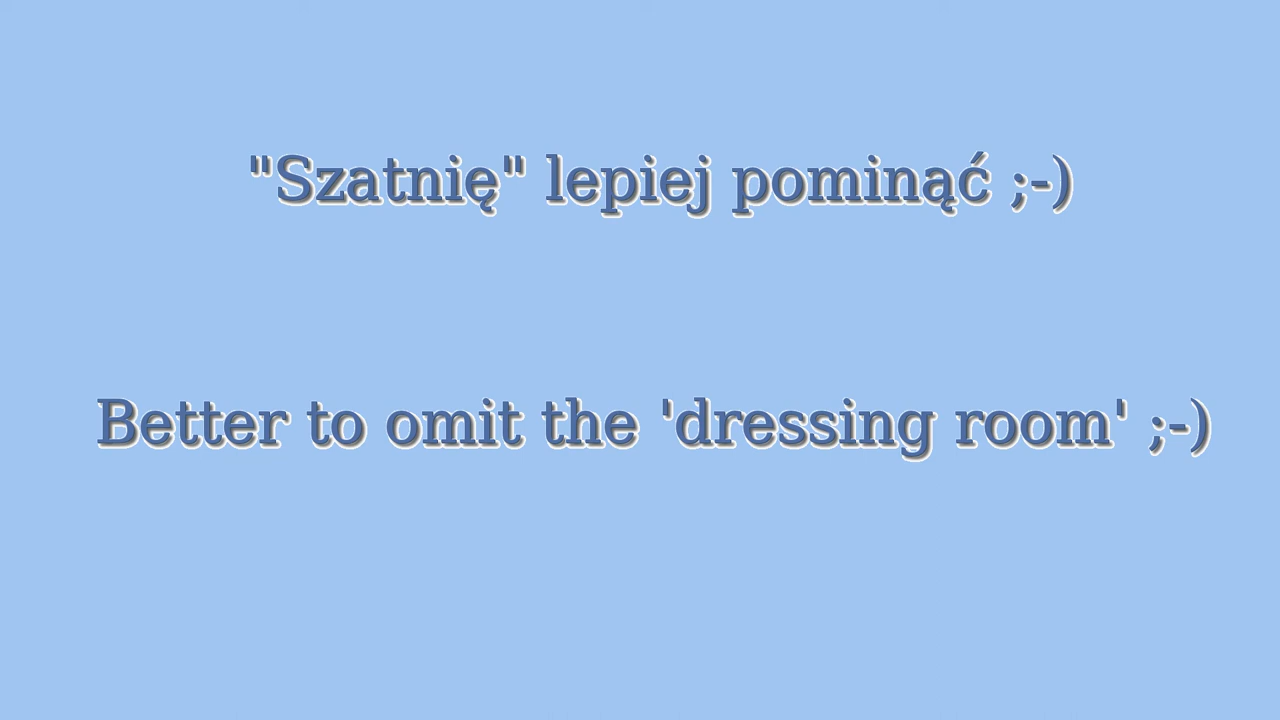 "Szatnię" lepiej pominąć ;-)
Better to omit the 'dressing room' ;-)